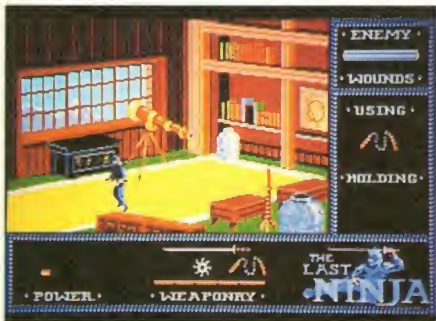 · ENEMY ·
· WOUNDS ·
· USING ·
· HOLDING ·
· POWER ·
· WEAPONRY ·
THE
LAST
NINJA